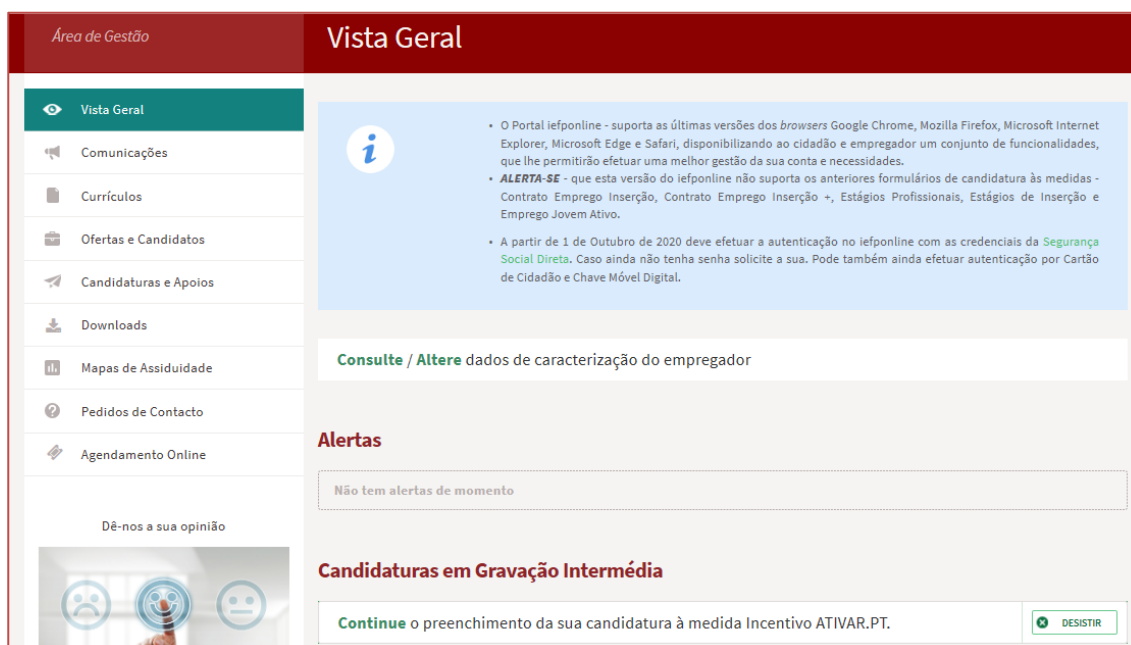 Área de Gestão
Vista Geral
Vista Geral
Comunicações
Currículos
Ofertas e Candidatos
Candidaturas e Apoios
Downloads
Mapas de Assiduidade
Pedidos de Contacto
Agendamento Online
Dê-nos a sua opinião
• O Portal iefponline - suporta as últimas versões dos browsers Google Chrome, Mozilla Firefox, Microsoft Internet
Explorer, Microsoft Edge e Safari, disponibilizando ao cidadão e empregador um conjunto de funcionalidades,
que lhe permitirão efetuar uma melhor gestão da sua conta e necessidades.
• ALERTA-SE - que esta versão do iefponline não suporta os anteriores formulários de candidatura às medidas -
Contrato Emprego Inserção, Contrato Emprego Inserção +, Estágios Profissionais, Estágios de Inserção e
Emprego Jovem Ativo.
• A partir de 1 de Outubro de 2020 deve efetuar a autenticação no iefponline com as credenciais da Segurança
Social Direta. Caso ainda não tenha senha solicite a sua. Pode também ainda efetuar autenticação por Cartão
de Cidadão e Chave Móvel Digital.
Consulte / Altere dados de caracterização do empregador
Alertas
Não tem alertas de momento
Candidaturas em Gravação Intermédia
Continue o preenchimento da sua candidatura à medida Incentivo ATIVAR.PT.
DESISTIR